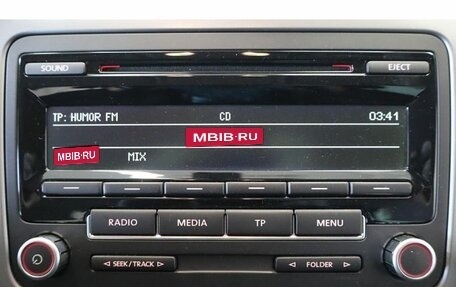 SOUND
EJECT
TP: HUMOR FM CD 03:41
MBIB·RU
MBIB·RU MIX
RADIO MEDIA TP MENU
◁ SEEK/TRACK ▷ ◁ FOLDER ▷